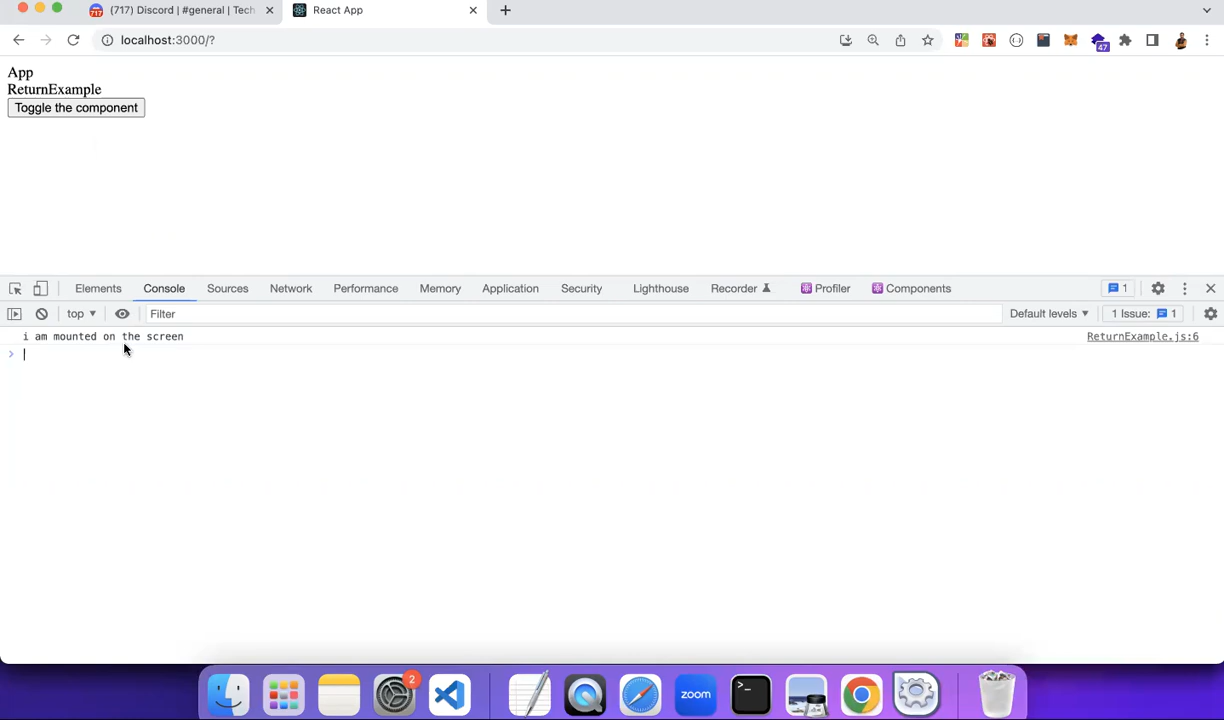 (717) Discord | #general | Tech
React App
localhost:3000/?
47
App
ReturnExample
Toggle the component
Elements
Console
Sources
Network
Performance
Memory
Application
Security
Lighthouse
Recorder
Profiler
Components
1
top
Filter
Default levels
1 Issue: 1
i am mounted on the screen
ReturnExample.js:6
2
zoom